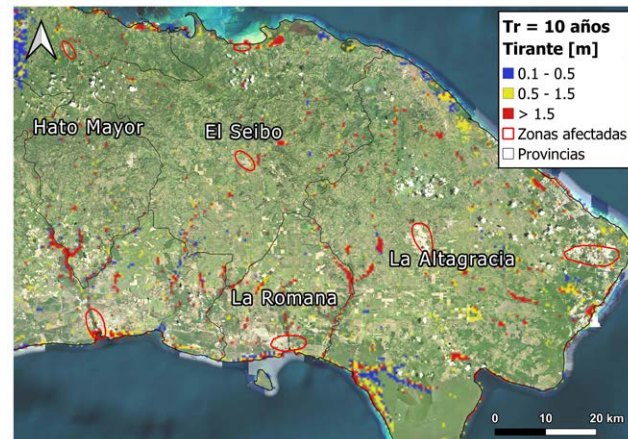 Tr = 10 años
Tirante [m]
0.1 - 0.5
0.5 - 1.5
> 1.5
Zonas afectadas
Provincias
Hato Mayor
El Seibo
La Altagracia
La Romana
0 10 20 km